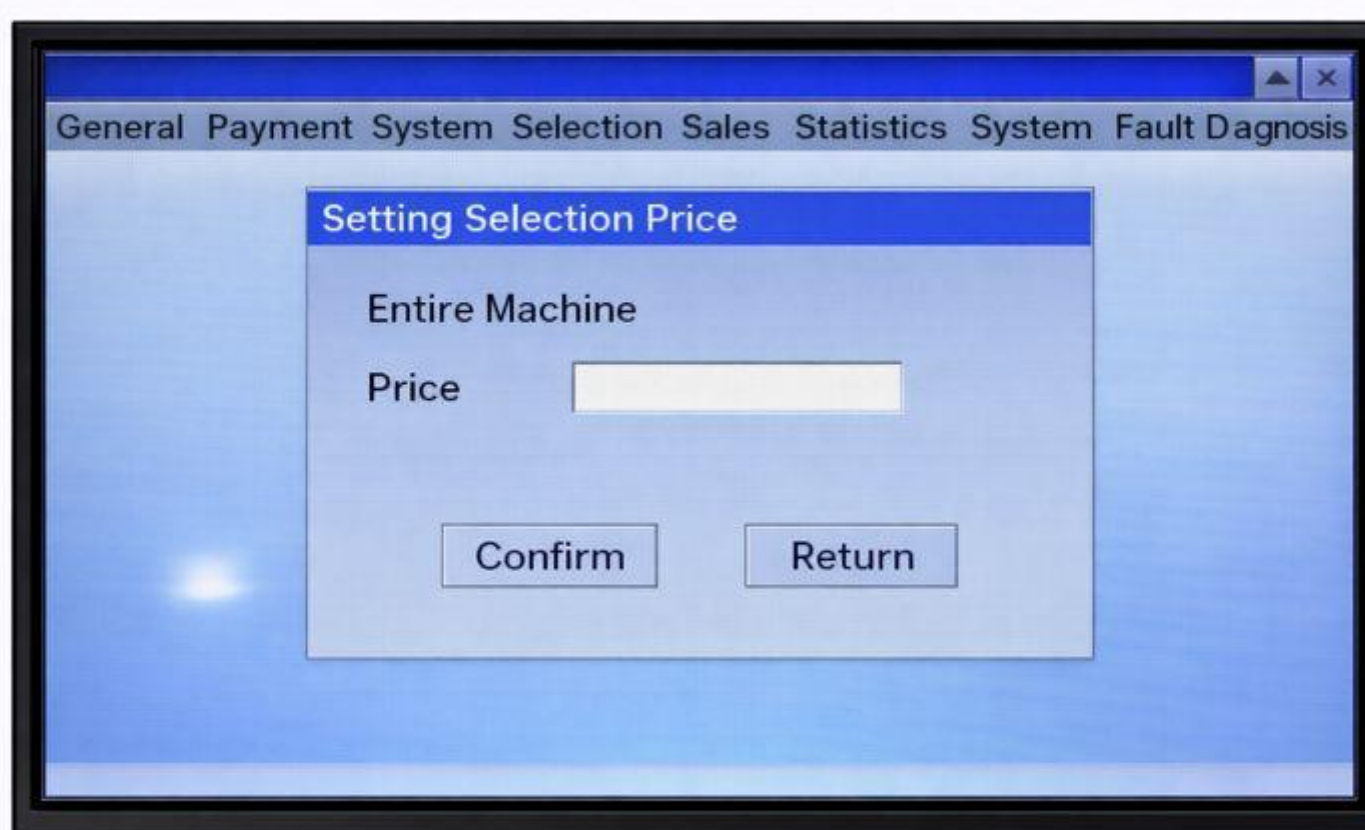 General Payment System Selection Sales Statistics System Fault Dagnosis
Setting Selection Price
Entire Machine
Price
Confirm Return